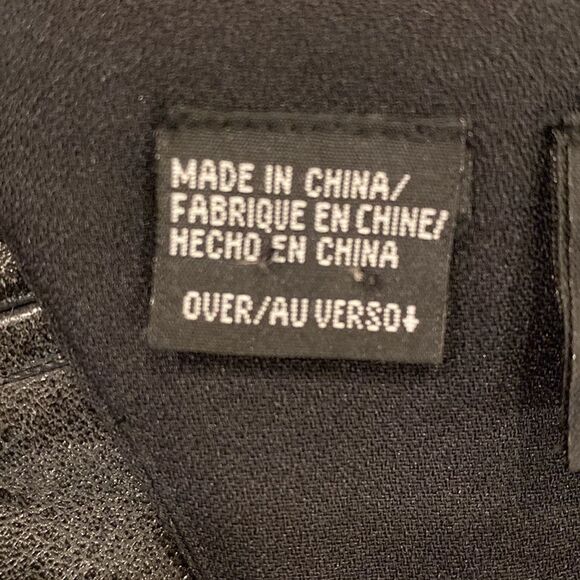 MADE IN CHINA/
FABRIQUE EN CHINE/
HECHO EN CHINA
OVER/AU VERSO↓